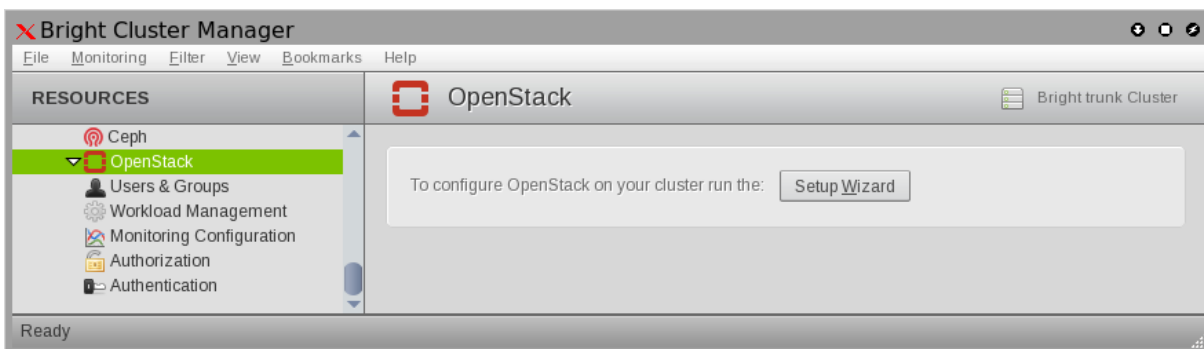 Bright Cluster Manager
File Monitoring Filter View Bookmarks Help
RESOURCES
OpenStack
Bright trunk Cluster
Ceph
OpenStack
Users & Groups
Workload Management
Monitoring Configuration
Authorization
Authentication
To configure OpenStack on your cluster run the: Setup Wizard
Ready